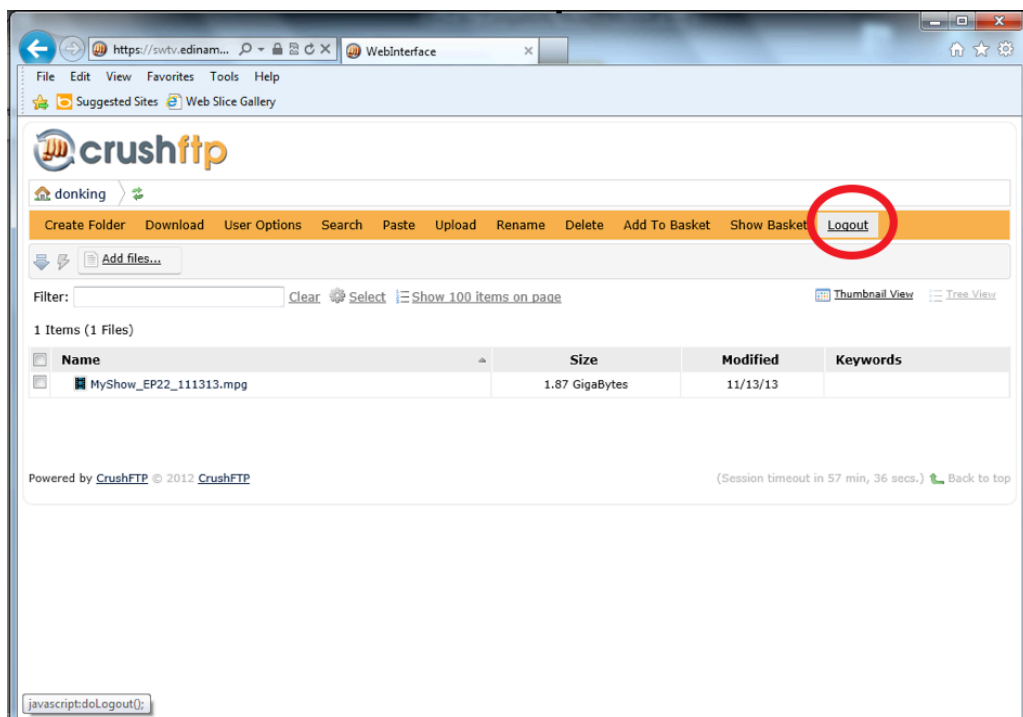 https://swtv.edinam... WebInterface
File Edit View Favorites Tools Help
Suggested Sites Web Slice Gallery
crushftp
donking
Create Folder Download User Options Search Paste Upload Rename Delete Add To Basket Show Basket Logout
Add files...
Filter: Clear Select Show 100 items on page Thumbnail View Tree View
1 Items (1 Files)
Name Size Modified Keywords
MyShow_EP22_111313.mpg 1.87 GigaBytes 11/13/13
Powered by CrushFTP © 2012 CrushFTP (Session timeout in 57 min, 36 secs.) Back to top
javascript:doLogout();